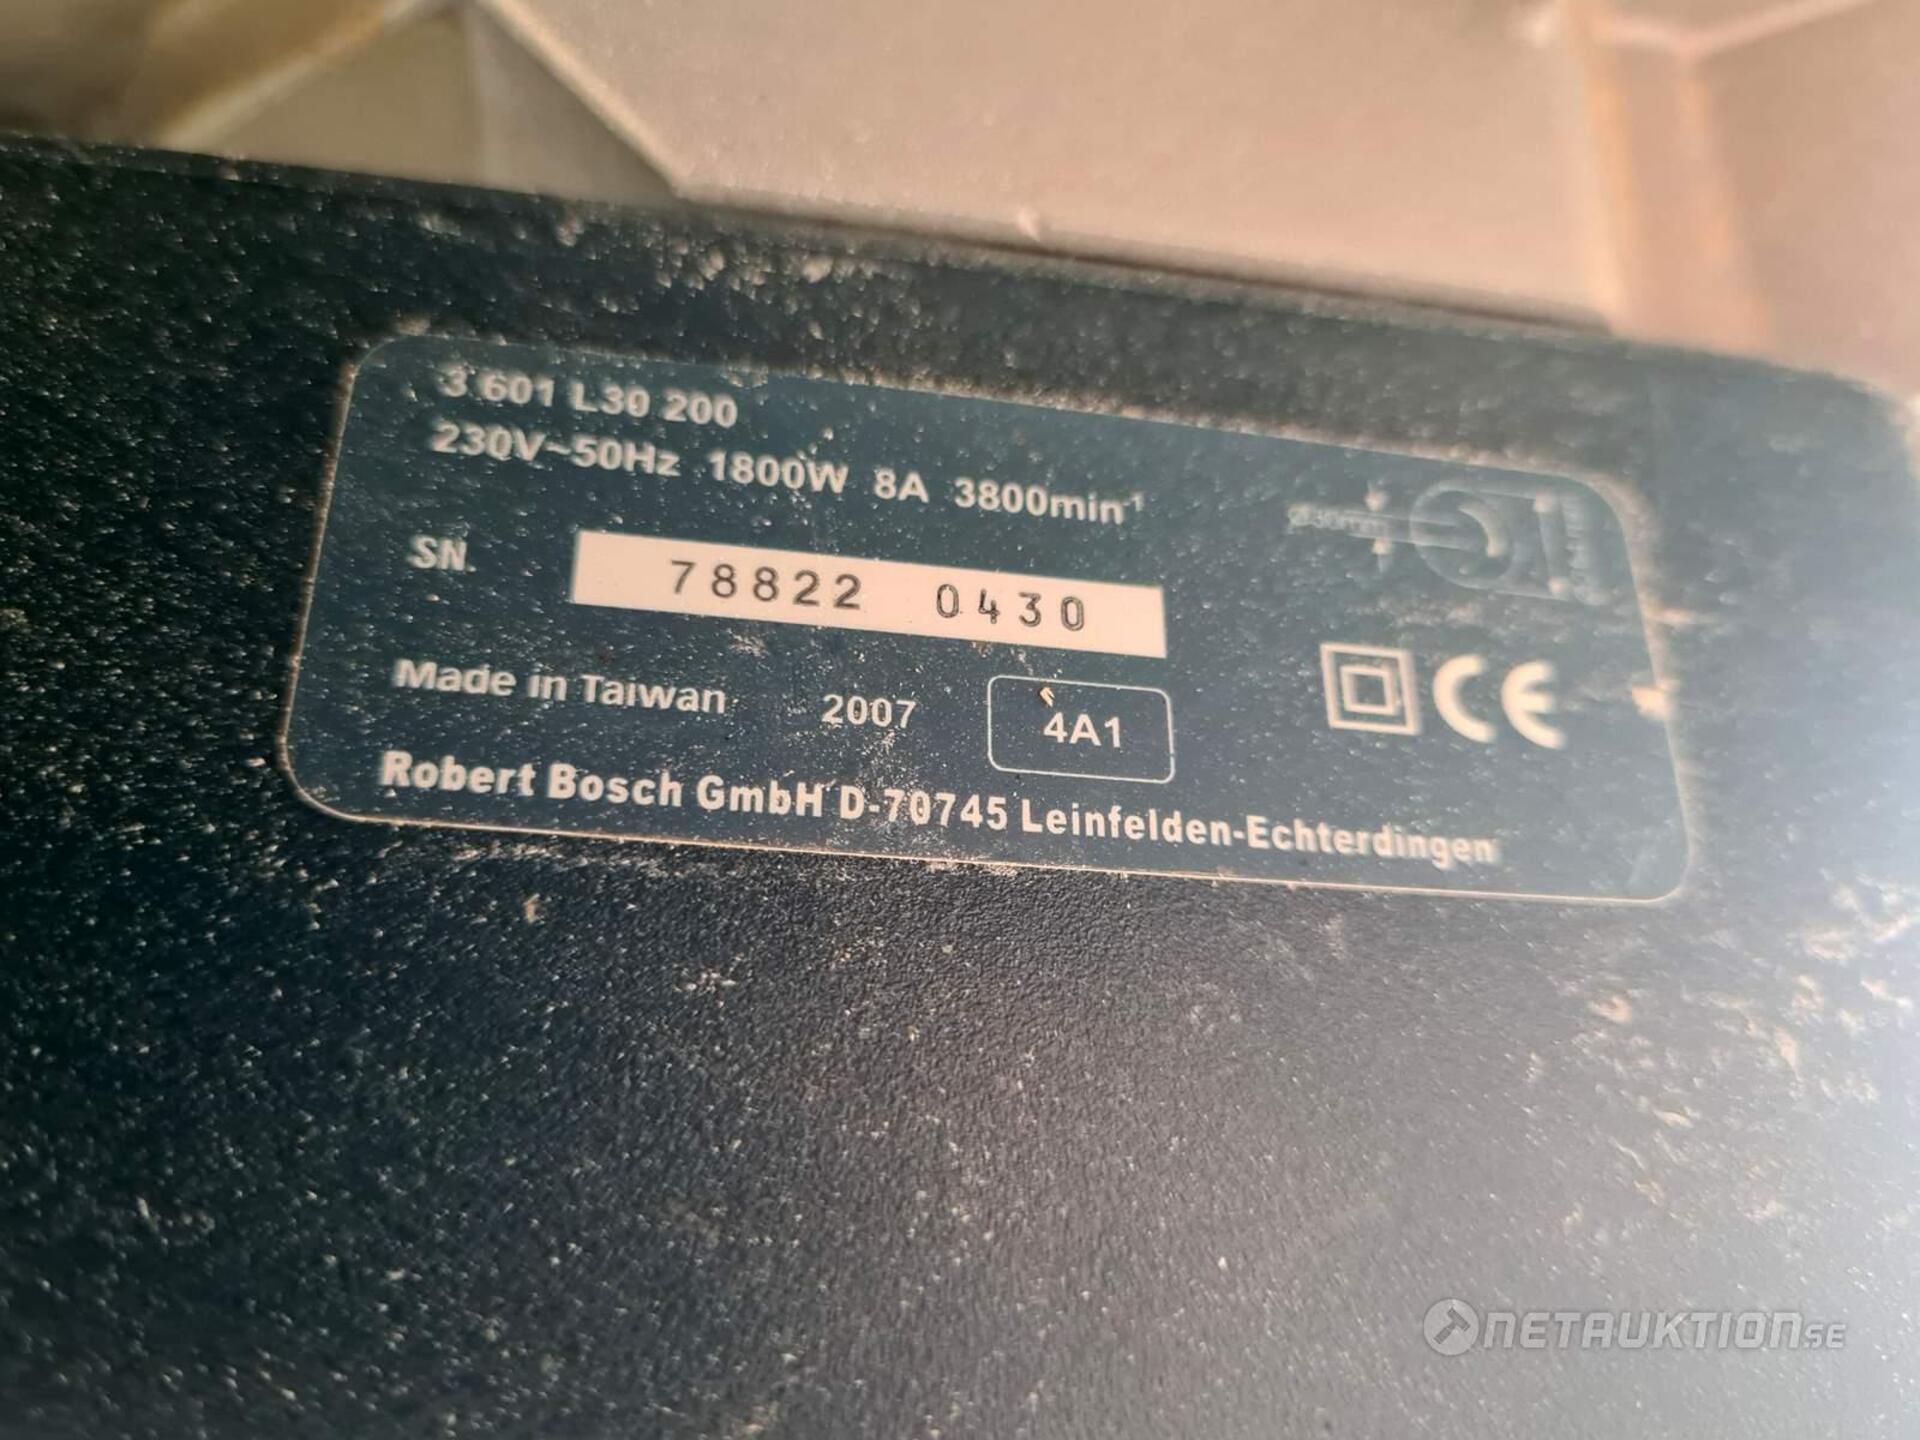 3 601 L30 200
230V~50Hz 1800W 8A 3800min-1
SN. 78822 0430
Made in Taiwan 2007 4A1
CE
Robert Bosch GmbH D-70745 Leinfelden-Echterdingen
NETAUKTION.SE